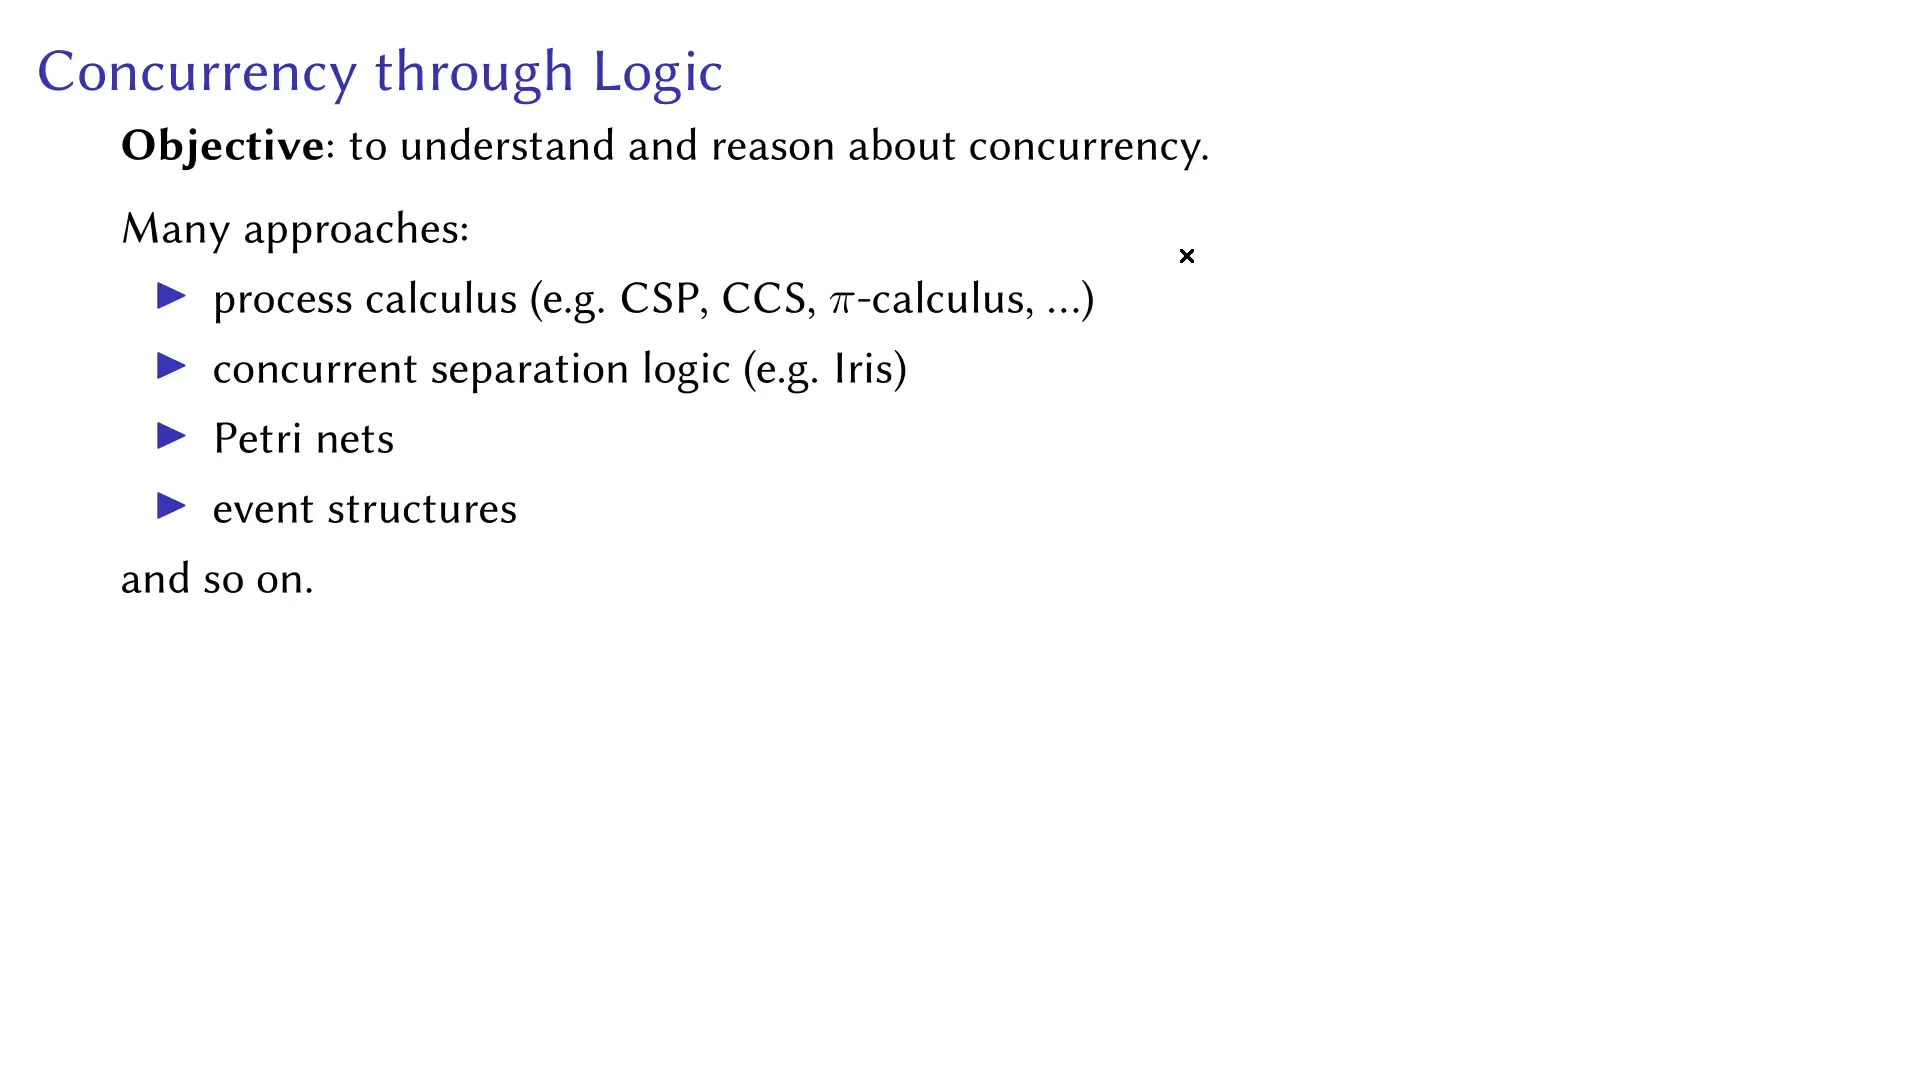 Concurrency through Logic
Objective: to understand and reason about concurrency.
Many approaches:
▶ process calculus (e.g. CSP, CCS, π-calculus, ...)
▶ concurrent separation logic (e.g. Iris)
▶ Petri nets
▶ event structures
and so on.